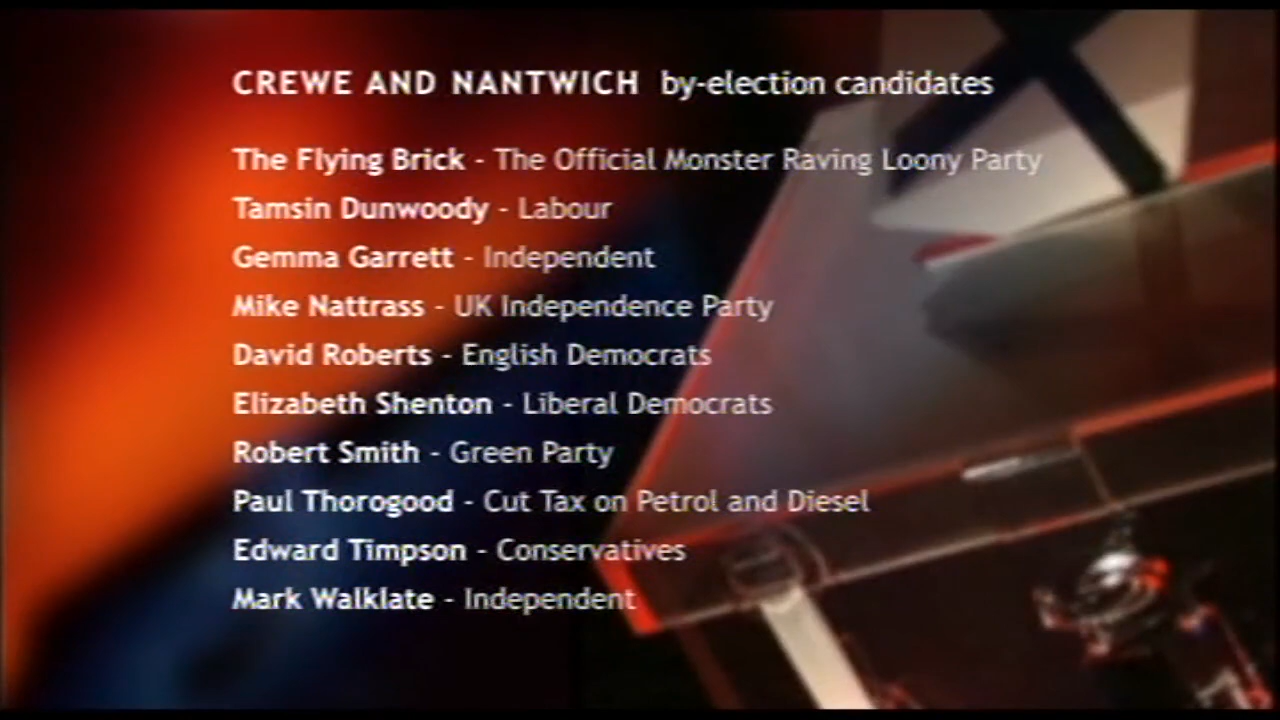 CREWE AND NANTWICH by-election candidates
The Flying Brick - The Official Monster Raving Loony Party
Tamsin Dunwoody - Labour
Gemma Garrett - Independent
Mike Nattrass - UK Independence Party
David Roberts - English Democrats
Elizabeth Shenton - Liberal Democrats
Robert Smith - Green Party
Paul Thorogood - Cut Tax on Petrol and Diesel
Edward Timpson - Conservatives
Mark Walklate - Independent